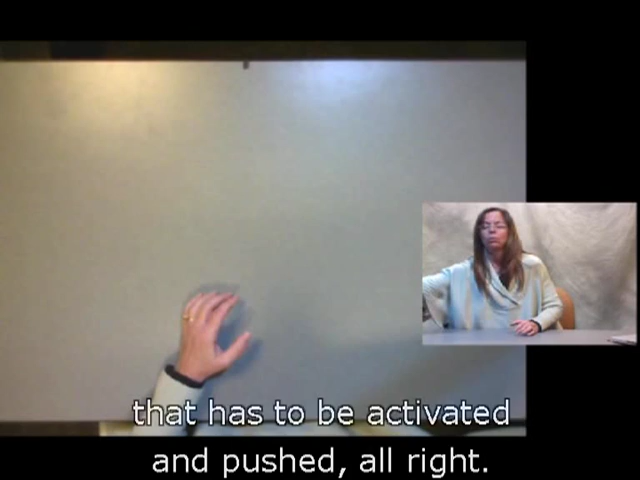 that has to be activated
and pushed, all right.